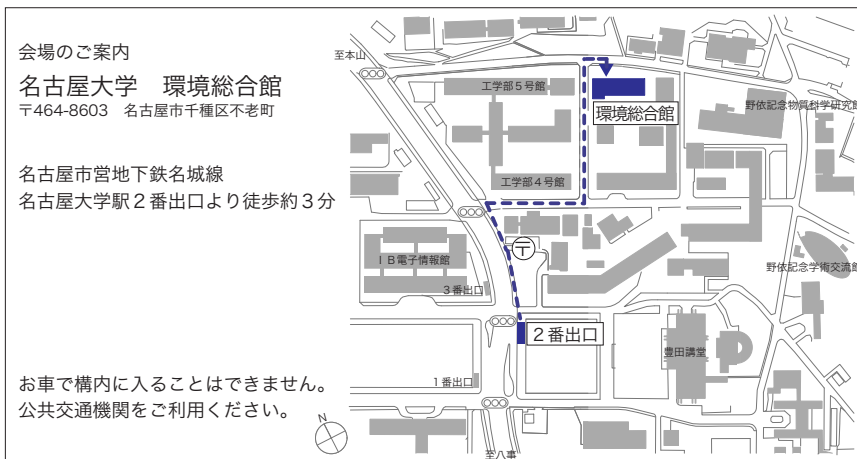 会場のご案内
名古屋大学　環境総合館
〒464-8603　名古屋市千種区不老町
名古屋市営地下鉄名城線
名古屋大学駅２番出口より徒歩約３分
お車で構内に入ることはできません。
公共交通機関をご利用ください。
至本山
工学部５号館
環境総合館
野依記念物質科学研究館
工学部４号館
〒
ＩＢ電子情報館
野依記念学術交流館
３番出口
２番出口
豊田講堂
１番出口
N
至八事